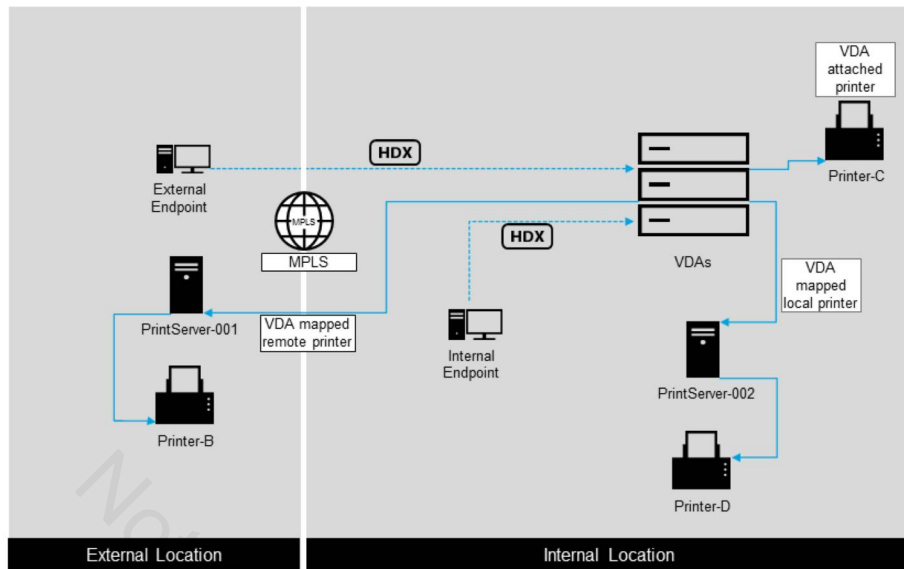 VDA
attached
printer
HDX
Printer-C
External
Endpoint
MPLS
MPLS
HDX
VDAs
VDA
mapped
local printer
PrintServer-001
VDA mapped
remote printer
Internal
Endpoint
PrintServer-002
Printer-B
Printer-D
External Location
Internal Location